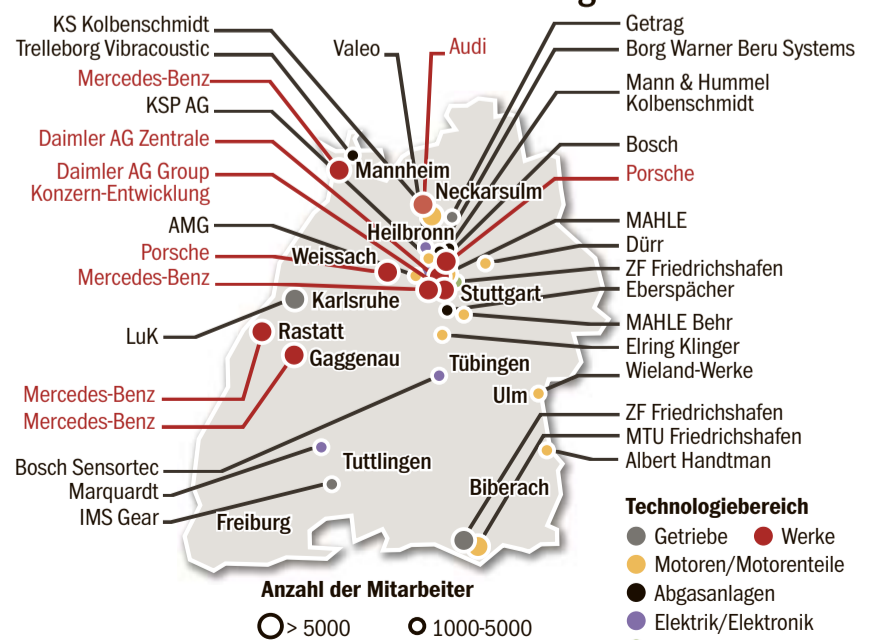 KS Kolbenschmidt
Trelleborg Vibracoustic
Mercedes-Benz
KSP AG
Daimler AG Zentrale
Daimler AG Group
Konzern-Entwicklung
AMG
Porsche
Mercedes-Benz
LuK
Mercedes-Benz
Mercedes-Benz
Bosch Sensortec
Marquardt
IMS Gear
Valeo
Audi
Mannheim
Neckarsulm
Heilbronn
Weissach
Stuttgart
Karlsruhe
Rastatt
Gaggenau
Tübingen
Ulm
Tuttlingen
Biberach
Freiburg
Getrag
Borg Warner Beru Systems
Mann & Hummel
Kolbenschmidt
Bosch
Porsche
MAHLE
Dürr
ZF Friedrichshafen
Eberspächer
MAHLE Behr
Elring Klinger
Wieland-Werke
ZF Friedrichshafen
MTU Friedrichshafen
Albert Handtman
Technologiebereich
Getriebe Werke
Motoren/Motorenteile
Abgasanlagen
Elektrik/Elektronik
Anzahl der Mitarbeiter
> 5000 1000-5000